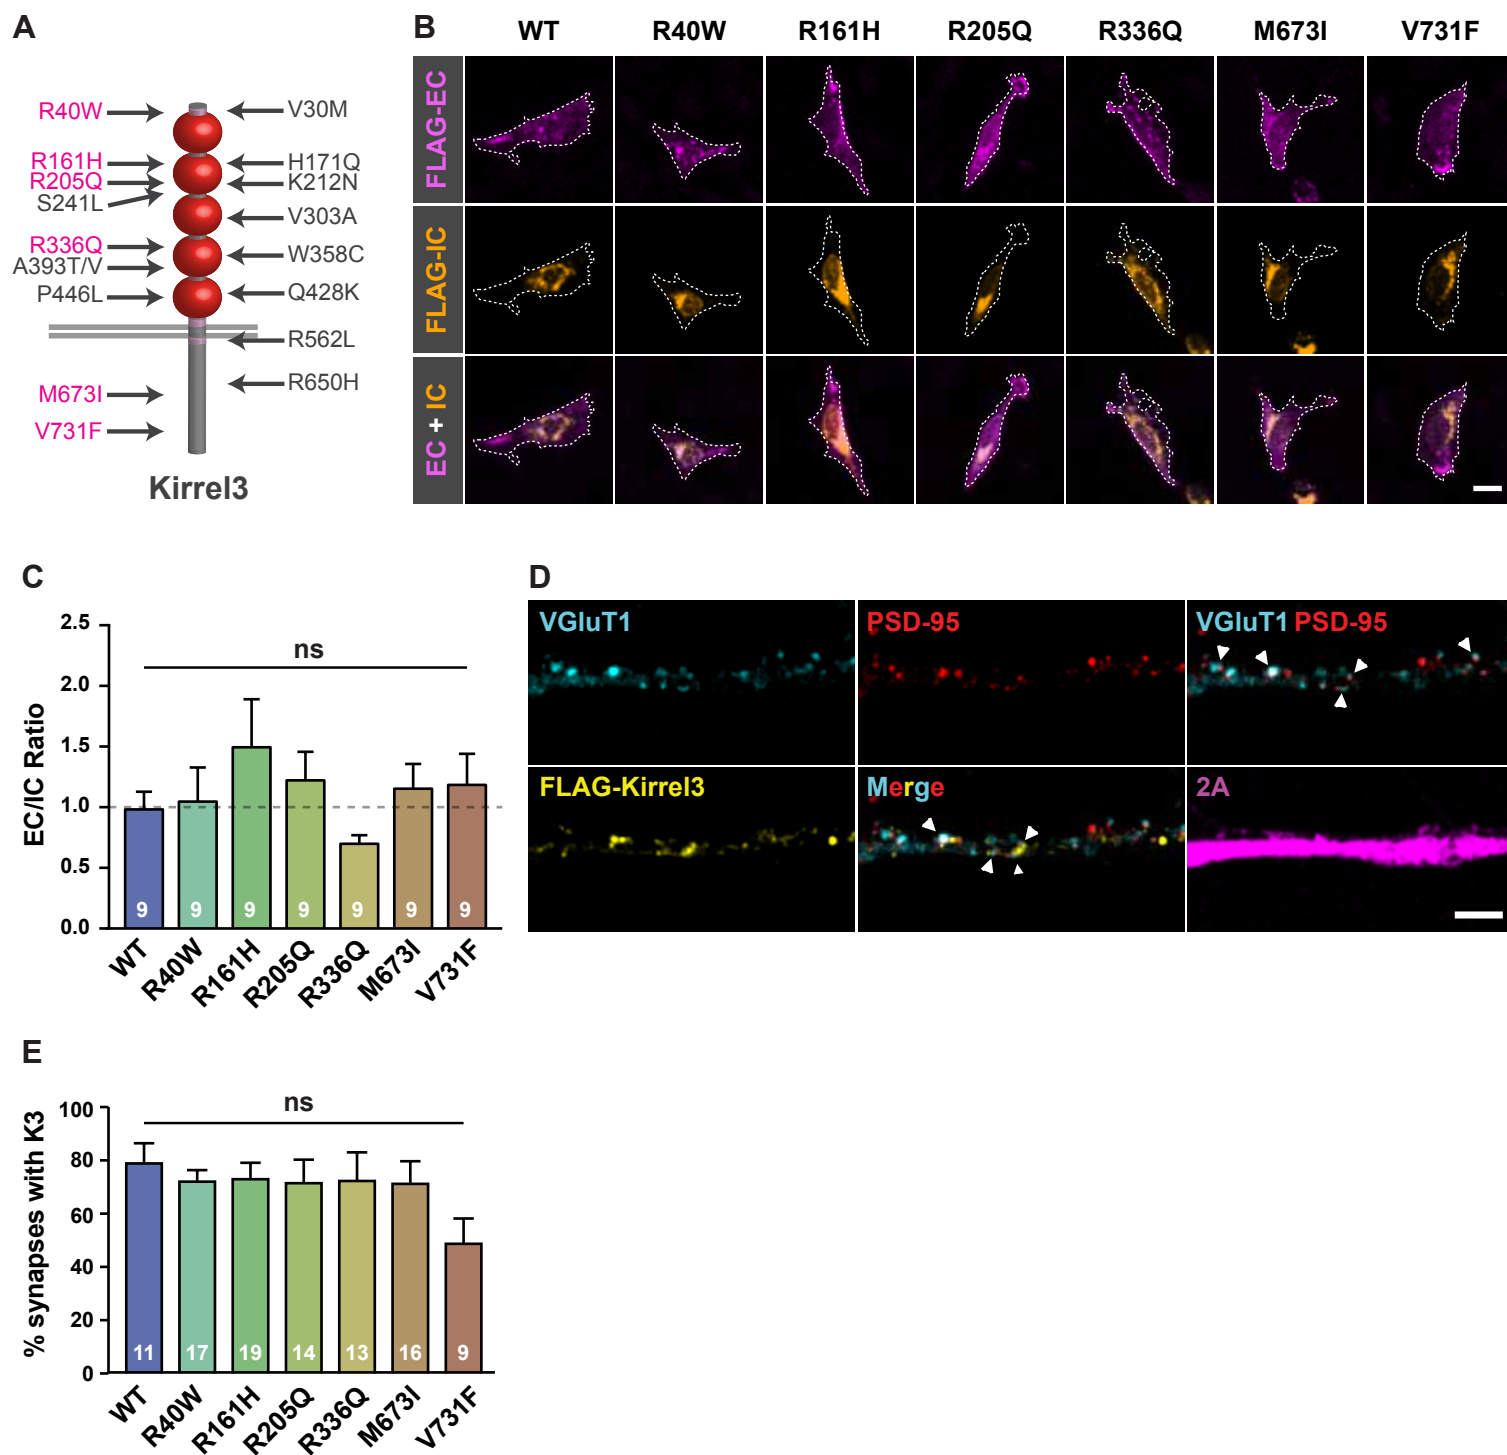 A
R40W
V30M
R161H
H171Q
R205Q
K212N
S241L
V303A
R336Q
W358C
A393T/V
Q428K
P446L
R562L
R650H
M673I
V731F
Kirrel3
B
WT R40W R161H R205Q R336Q M673I V731F
FLAG-EC
FLAG-IC
EC + IC
C
EC/IC Ratio
2.5
2.0
1.5
1.0
0.5
0.0
ns
9 9 9 9 9 9 9
WT R40W R161H R205Q R336Q M673I V731F
D
VGluT1
PSD-95
VGluT1 PSD-95
FLAG-Kirrel3
Merge
2A
E
% synapses with K3
100
80
60
40
20
0
ns
11 17 19 14 13 16 9
WT R40W R161H R205Q R336Q M673I V731F